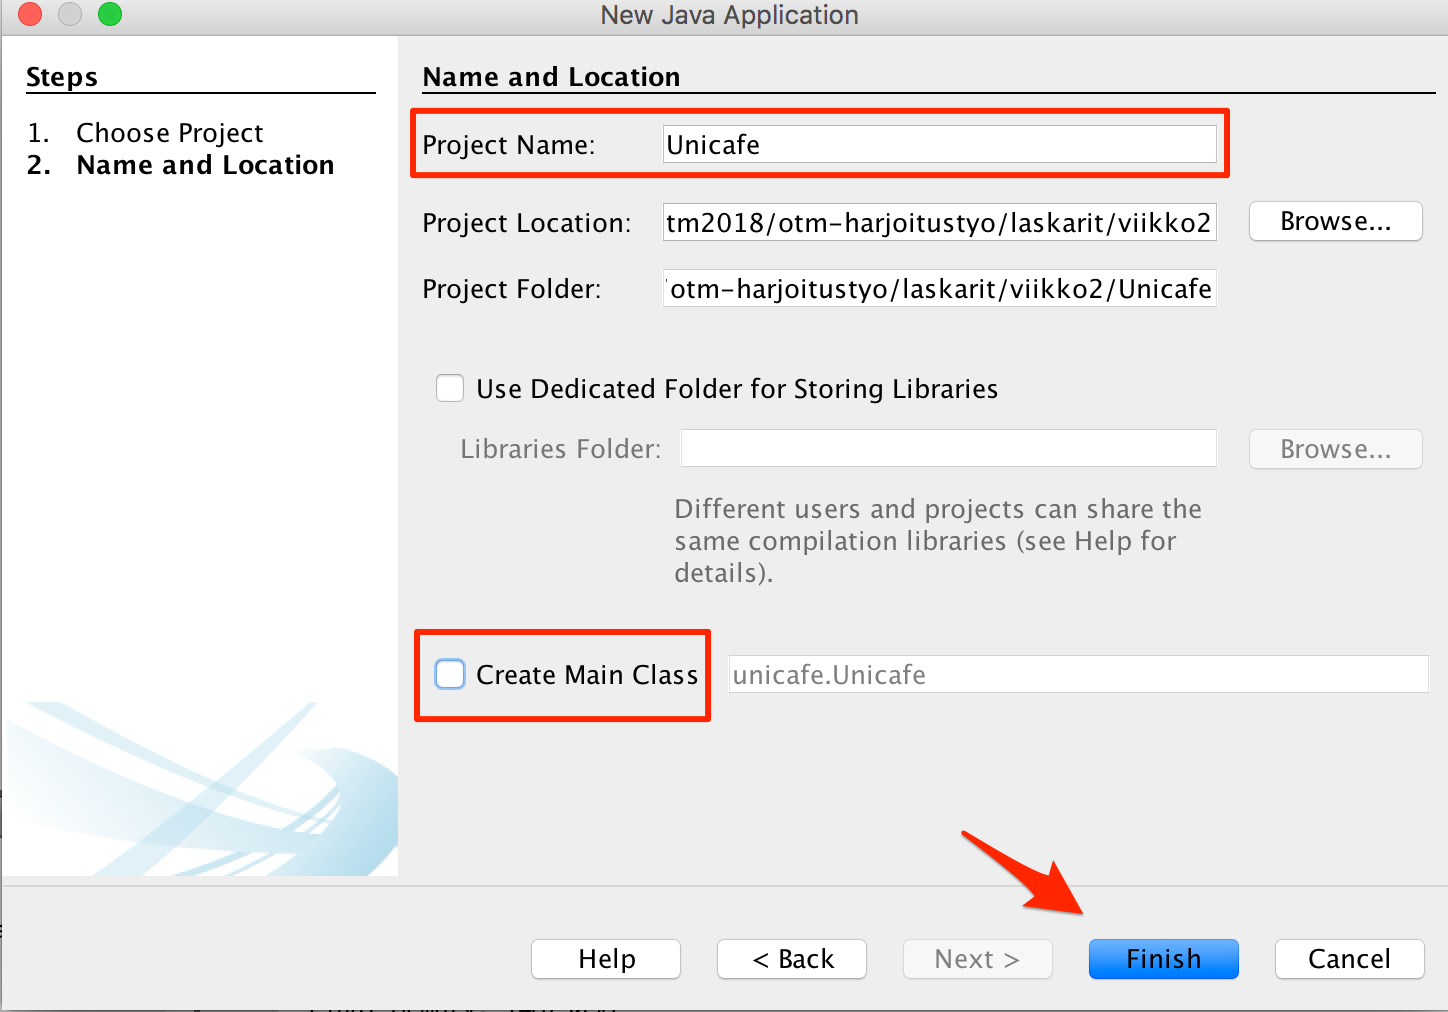 New Java Application
Steps
1. Choose Project
2. Name and Location
Name and Location
Project Name: Unicafe
Project Location: tm2018/otm-harjoitustyo/laskarit/viikko2 Browse...
Project Folder: otm-harjoitustyo/laskarit/viikko2/Unicafe
Use Dedicated Folder for Storing Libraries
Libraries Folder: Browse...
Different users and projects can share the
same compilation libraries (see Help for
details).
Create Main Class unicafe.Unicafe
Help < Back Next > Finish Cancel